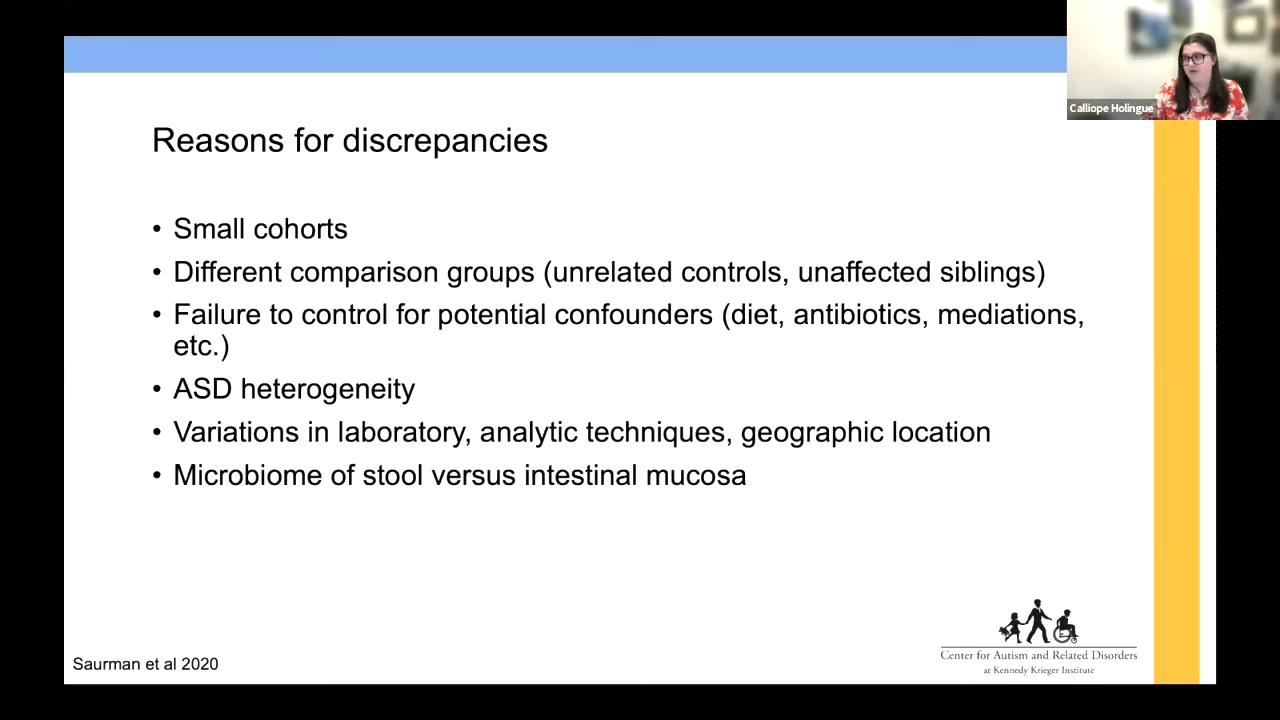 Calliope Holingue
Reasons for discrepancies
• Small cohorts
• Different comparison groups (unrelated controls, unaffected siblings)
• Failure to control for potential confounders (diet, antibiotics, mediations,
etc.)
• ASD heterogeneity
• Variations in laboratory, analytic techniques, geographic location
• Microbiome of stool versus intestinal mucosa
Saurman et al 2020
Center for Autism and Related Disorders
at Kennedy Krieger Institute